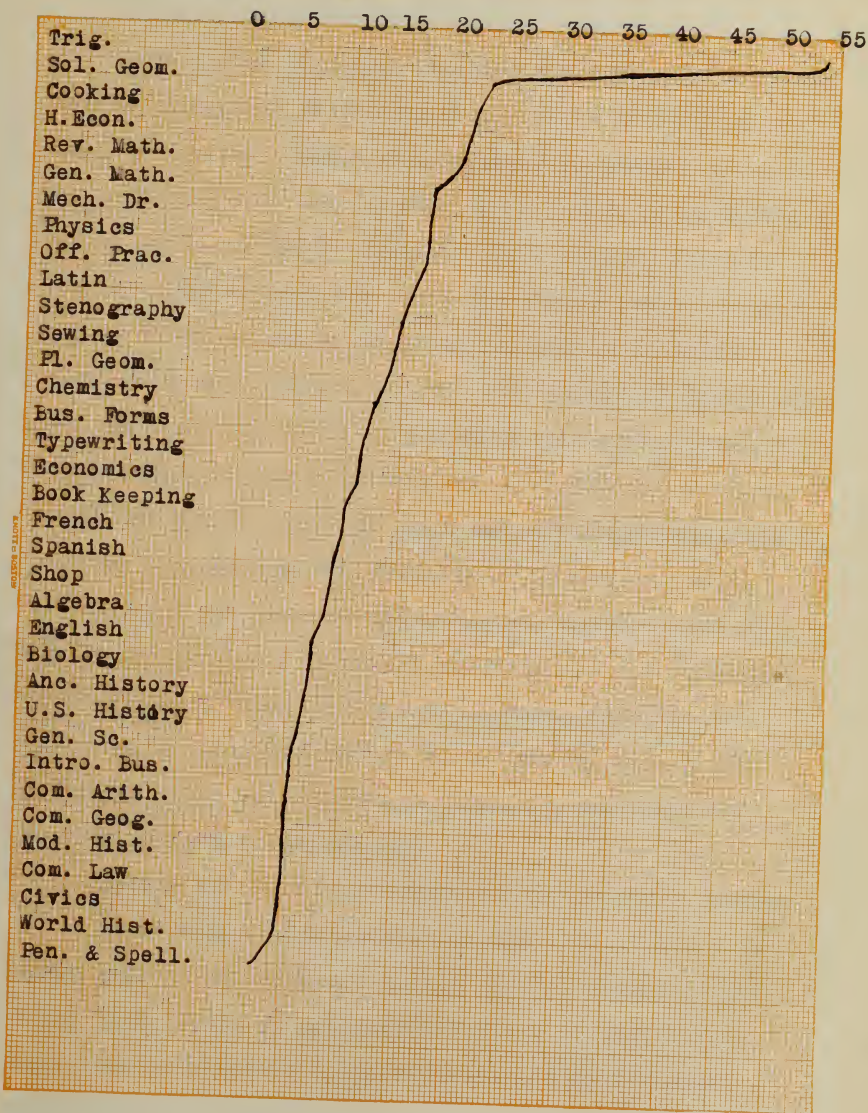 0 5 10 15 20 25 30 35 40 45 50 55
Trig.
Sol. Geom.
Cooking
H.Econ.
Rev. Math.
Gen. Math.
Mech. Dr.
Physics
Off. Prac.
Latin
Stenography
Sewing
Pl. Geom.
Chemistry
Bus. Forms
Typewriting
Economics
Book Keeping
French
Spanish
Shop
Algebra
English
Biology
Anc. History
U.S. History
Gen. Sc.
Intro. Bus.
Com. Arith.
Com. Geog.
Mod. Hist.
Com. Law
Civics
World Hist.
Pen. & Spell.